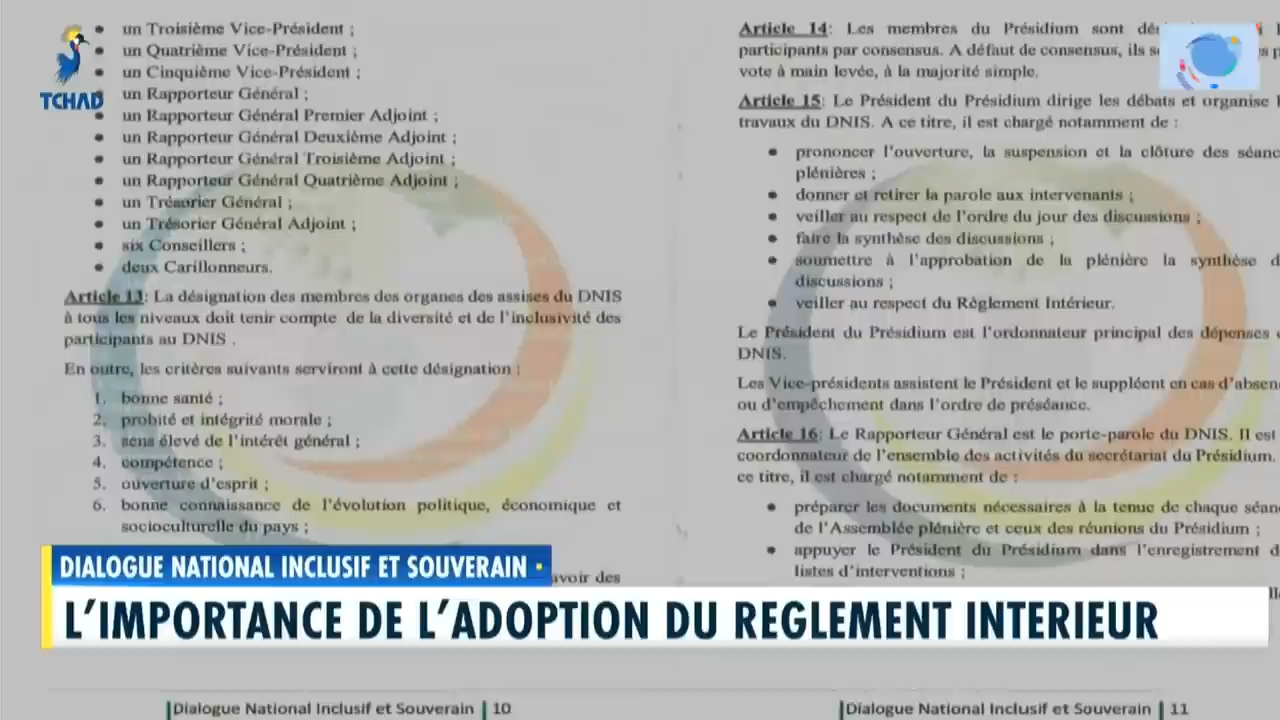 TCHAD
un Troisième Vice-Président ;
un Quatrième Vice-Président ;
un Cinquième Vice-Président ;
un Rapporteur Général ;
un Rapporteur Général Premier Adjoint ;
un Rapporteur Général Deuxième Adjoint ;
un Rapporteur Général Troisième Adjoint ;
un Rapporteur Général Quatrième Adjoint ;
un Trésorier Général ;
un Trésorier Général Adjoint ;
six Conseillers ;
deux Carillonneurs.
Article 13: La désignation des membres des organes des assises du DNIS
à tous les niveaux doit tenir compte de la diversité et de l'inclusivité des
participants au DNIS .
En outre, les critères suivants serviront à cette désignation :
1. bonne santé ;
2. probité et intégrité morale ;
3. sens élevé de l'intérêt général ;
4. compétence ;
5. ouverture d'esprit ;
6. bonne connaissance de l'évolution politique, économique et
socioculturelle du pays ;
avoir des
Dialogue National Inclusif et Souverain | 10
Article 14: Les membres du Présidium sont
participants par consensus. A défaut de consensus, ils
vote à main levée, à la majorité simple.
Article 15: Le Président du Présidium dirige les débats et organise
travaux du DNIS. A ce titre, il est chargé notamment de :
prononcer l'ouverture, la suspension et la clôture des
plénières ;
donner et retirer la parole aux intervenants ;
veiller au respect de l'ordre du jour des discussions ;
faire la synthèse des discussions ;
soumettre à l'approbation de la plénière la synthèse
discussions ;
veiller au respect du Règlement Intérieur.
Le Président du Présidium est l'ordonnateur principal des dépenses
DNIS.
Les Vice-présidents assistent le Président et le suppléent en cas
ou d'empêchement dans l'ordre de préséance.
Article 16: Le Rapporteur Général est le porte-parole du DNIS. Il est
coordonnateur de l'ensemble des activités du secrétariat du Présidium.
ce titre, il est chargé notamment de :
préparer les documents nécessaires à la tenue de chaque
de l'Assemblée plénière et ceux des réunions du Présidium ;
appuyer le Président du Présidium dans l'enregistrement
listes d'interventions ;
Dialogue National Inclusif et Souverain | 11
DIALOGUE NATIONAL INCLUSIF ET SOUVERAIN
L'IMPORTANCE DE L'ADOPTION DU REGLEMENT INTERIEUR